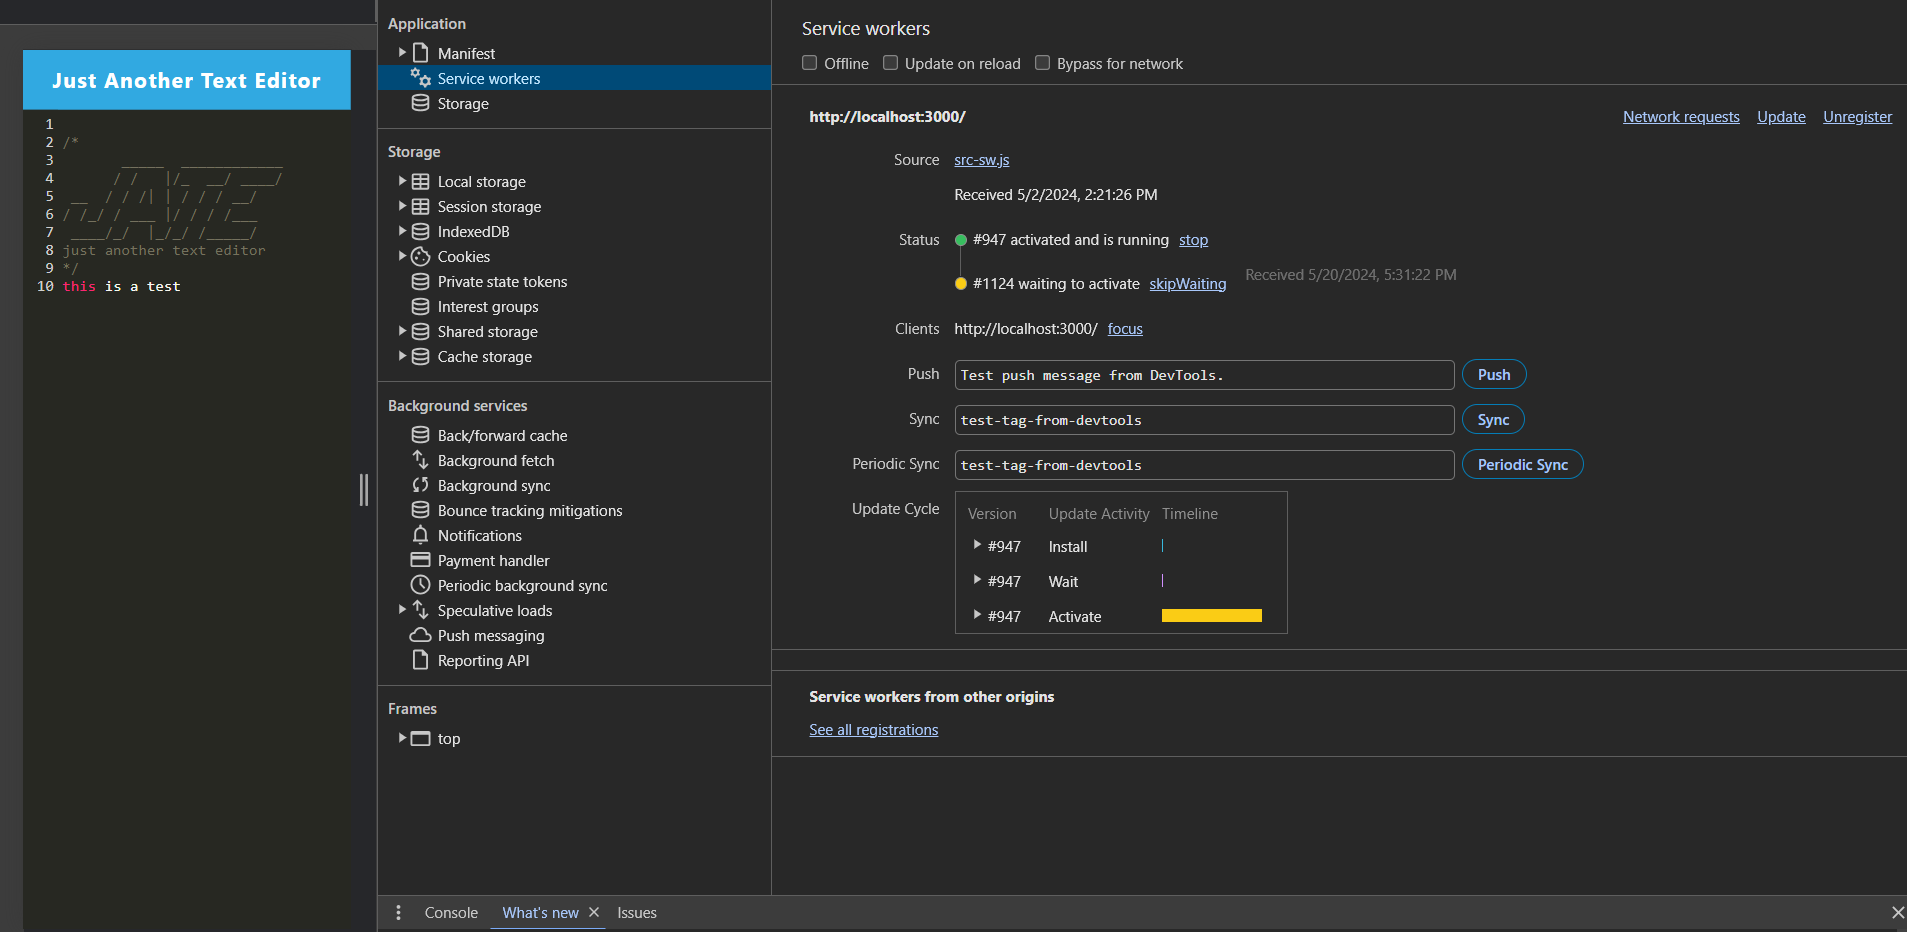 Just Another Text Editor
1
2 /*
3        _____  ____________
4       / /   |/_  __/ ____/
5  __  / / /| | / / / __/
6 / /_/ / ___ |/ / / /___
7  ____/_/  |_/_/ /_____/
8 just another text editor
9 */
10 this is a test
Application
Manifest
Service workers
Storage
Storage
Local storage
Session storage
IndexedDB
Cookies
Private state tokens
Interest groups
Shared storage
Cache storage
Background services
Back/forward cache
Background fetch
Background sync
Bounce tracking mitigations
Notifications
Payment handler
Periodic background sync
Speculative loads
Push messaging
Reporting API
Frames
top
Service workers
Offline Update on reload Bypass for network
http://localhost:3000/ Network requests Update Unregister
Source src-sw.js
Received 5/2/2024, 2:21:26 PM
Status #947 activated and is running stop
#1124 waiting to activate skipWaiting Received 5/20/2024, 5:31:22 PM
Clients http://localhost:3000/ focus
Push Test push message from DevTools. Push
Sync test-tag-from-devtools Sync
Periodic Sync test-tag-from-devtools Periodic Sync
Update Cycle Version Update Activity Timeline
#947 Install
#947 Wait
#947 Activate
Service workers from other origins
See all registrations
Console What's new Issues